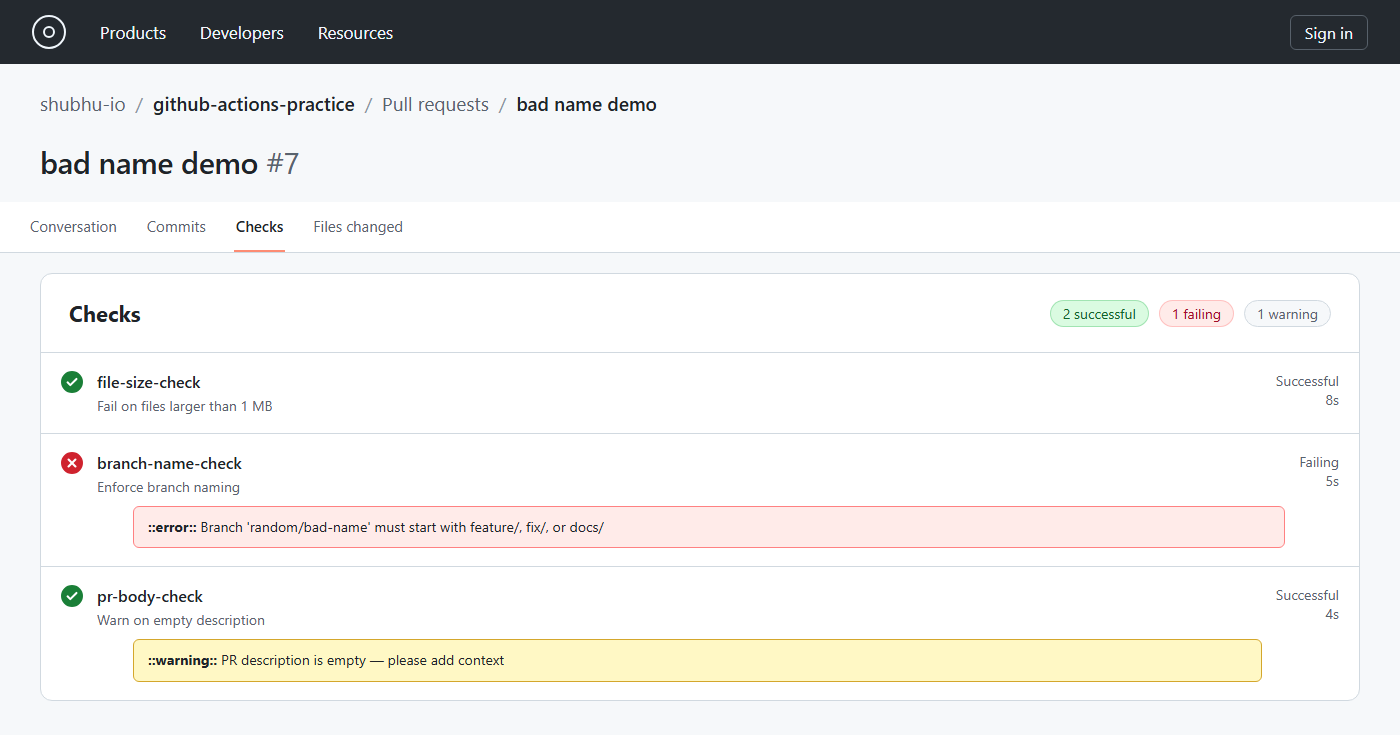 Products Developers Resources Sign in
shubhu-io / github-actions-practice / Pull requests / bad name demo
bad name demo #7
Conversation Commits Checks Files changed
Checks 2 successful 1 failing 1 warning
file-size-check Successful
Fail on files larger than 1 MB 8s
branch-name-check Failing
Enforce branch naming 5s
::error:: Branch 'random/bad-name' must start with feature/, fix/, or docs/
pr-body-check Successful
Warn on empty description 4s
::warning:: PR description is empty — please add context